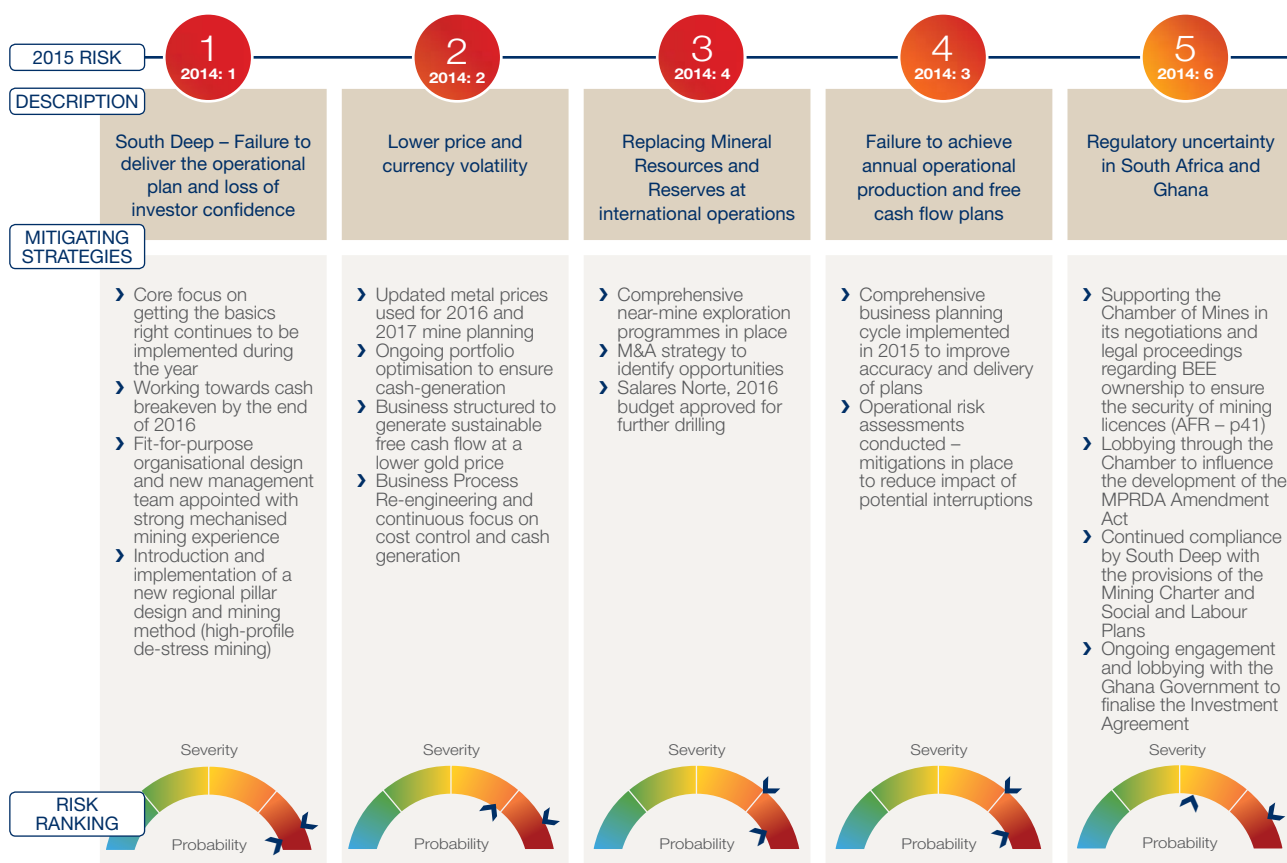 2015 RISK
1
2014: 1
2
2014: 2
3
2014: 4
4
2014: 3
5
2014: 6
DESCRIPTION
South Deep – Failure to
deliver the operational
plan and loss of
investor confidence
Lower price and
currency volatility
Replacing Mineral
Resources and
Reserves at
international operations
Failure to achieve
annual operational
production and free
cash flow plans
Regulatory uncertainty
in South Africa and
Ghana
MITIGATING
STRATEGIES
Core focus on
getting the basics
right continues to be
implemented during
the year
Working towards cash
breakeven by the end
of 2016
Fit-for-purpose
organisational design
and new management
team appointed with
strong mechanised
mining experience
Introduction and
implementation of a
new regional pillar
design and mining
method (high-profile
de-stress mining)
Updated metal prices
used for 2016 and
2017 mine planning
Ongoing portfolio
optimisation to ensure
cash-generation
Business structured to
generate sustainable
free cash flow at a
lower gold price
Business Process
Re-engineering and
continuous focus on
cost control and cash
generation
Comprehensive
near-mine exploration
programmes in place
M&A strategy to
identify opportunities
Salares Norte, 2016
budget approved for
further drilling
Comprehensive
business planning
cycle implemented
in 2015 to improve
accuracy and delivery
of plans
Operational risk
assessments
conducted –
mitigations in place
to reduce impact of
potential interruptions
Supporting the
Chamber of Mines in
its negotiations and
legal proceedings
regarding BEE
ownership to ensure
the security of mining
licences (AFR – p41)
Lobbying through the
Chamber to influence
the development of the
MPRDA Amendment
Act
Continued compliance
by South Deep with
the provisions of the
Mining Charter and
Social and Labour
Plans
Ongoing engagement
and lobbying with the
Ghana Government to
finalise the Investment
Agreement
RISK
RANKING
Severity
Probability
Severity
Probability
Severity
Probability
Severity
Probability
Severity
Probability